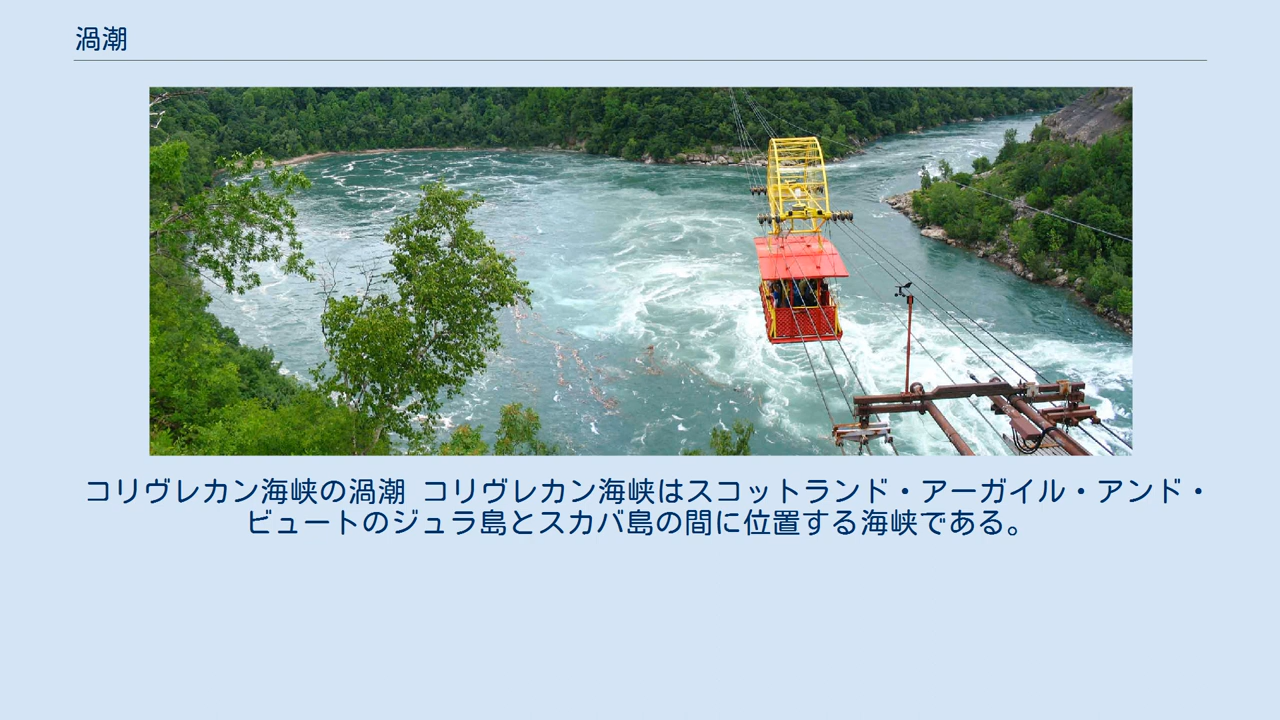 渦潮
コリヴレカン海峡の渦潮 コリヴレカン海峡はスコットランド・アーガイル・アンド・
ビュートのジュラ島とスカバ島の間に位置する海峡である。